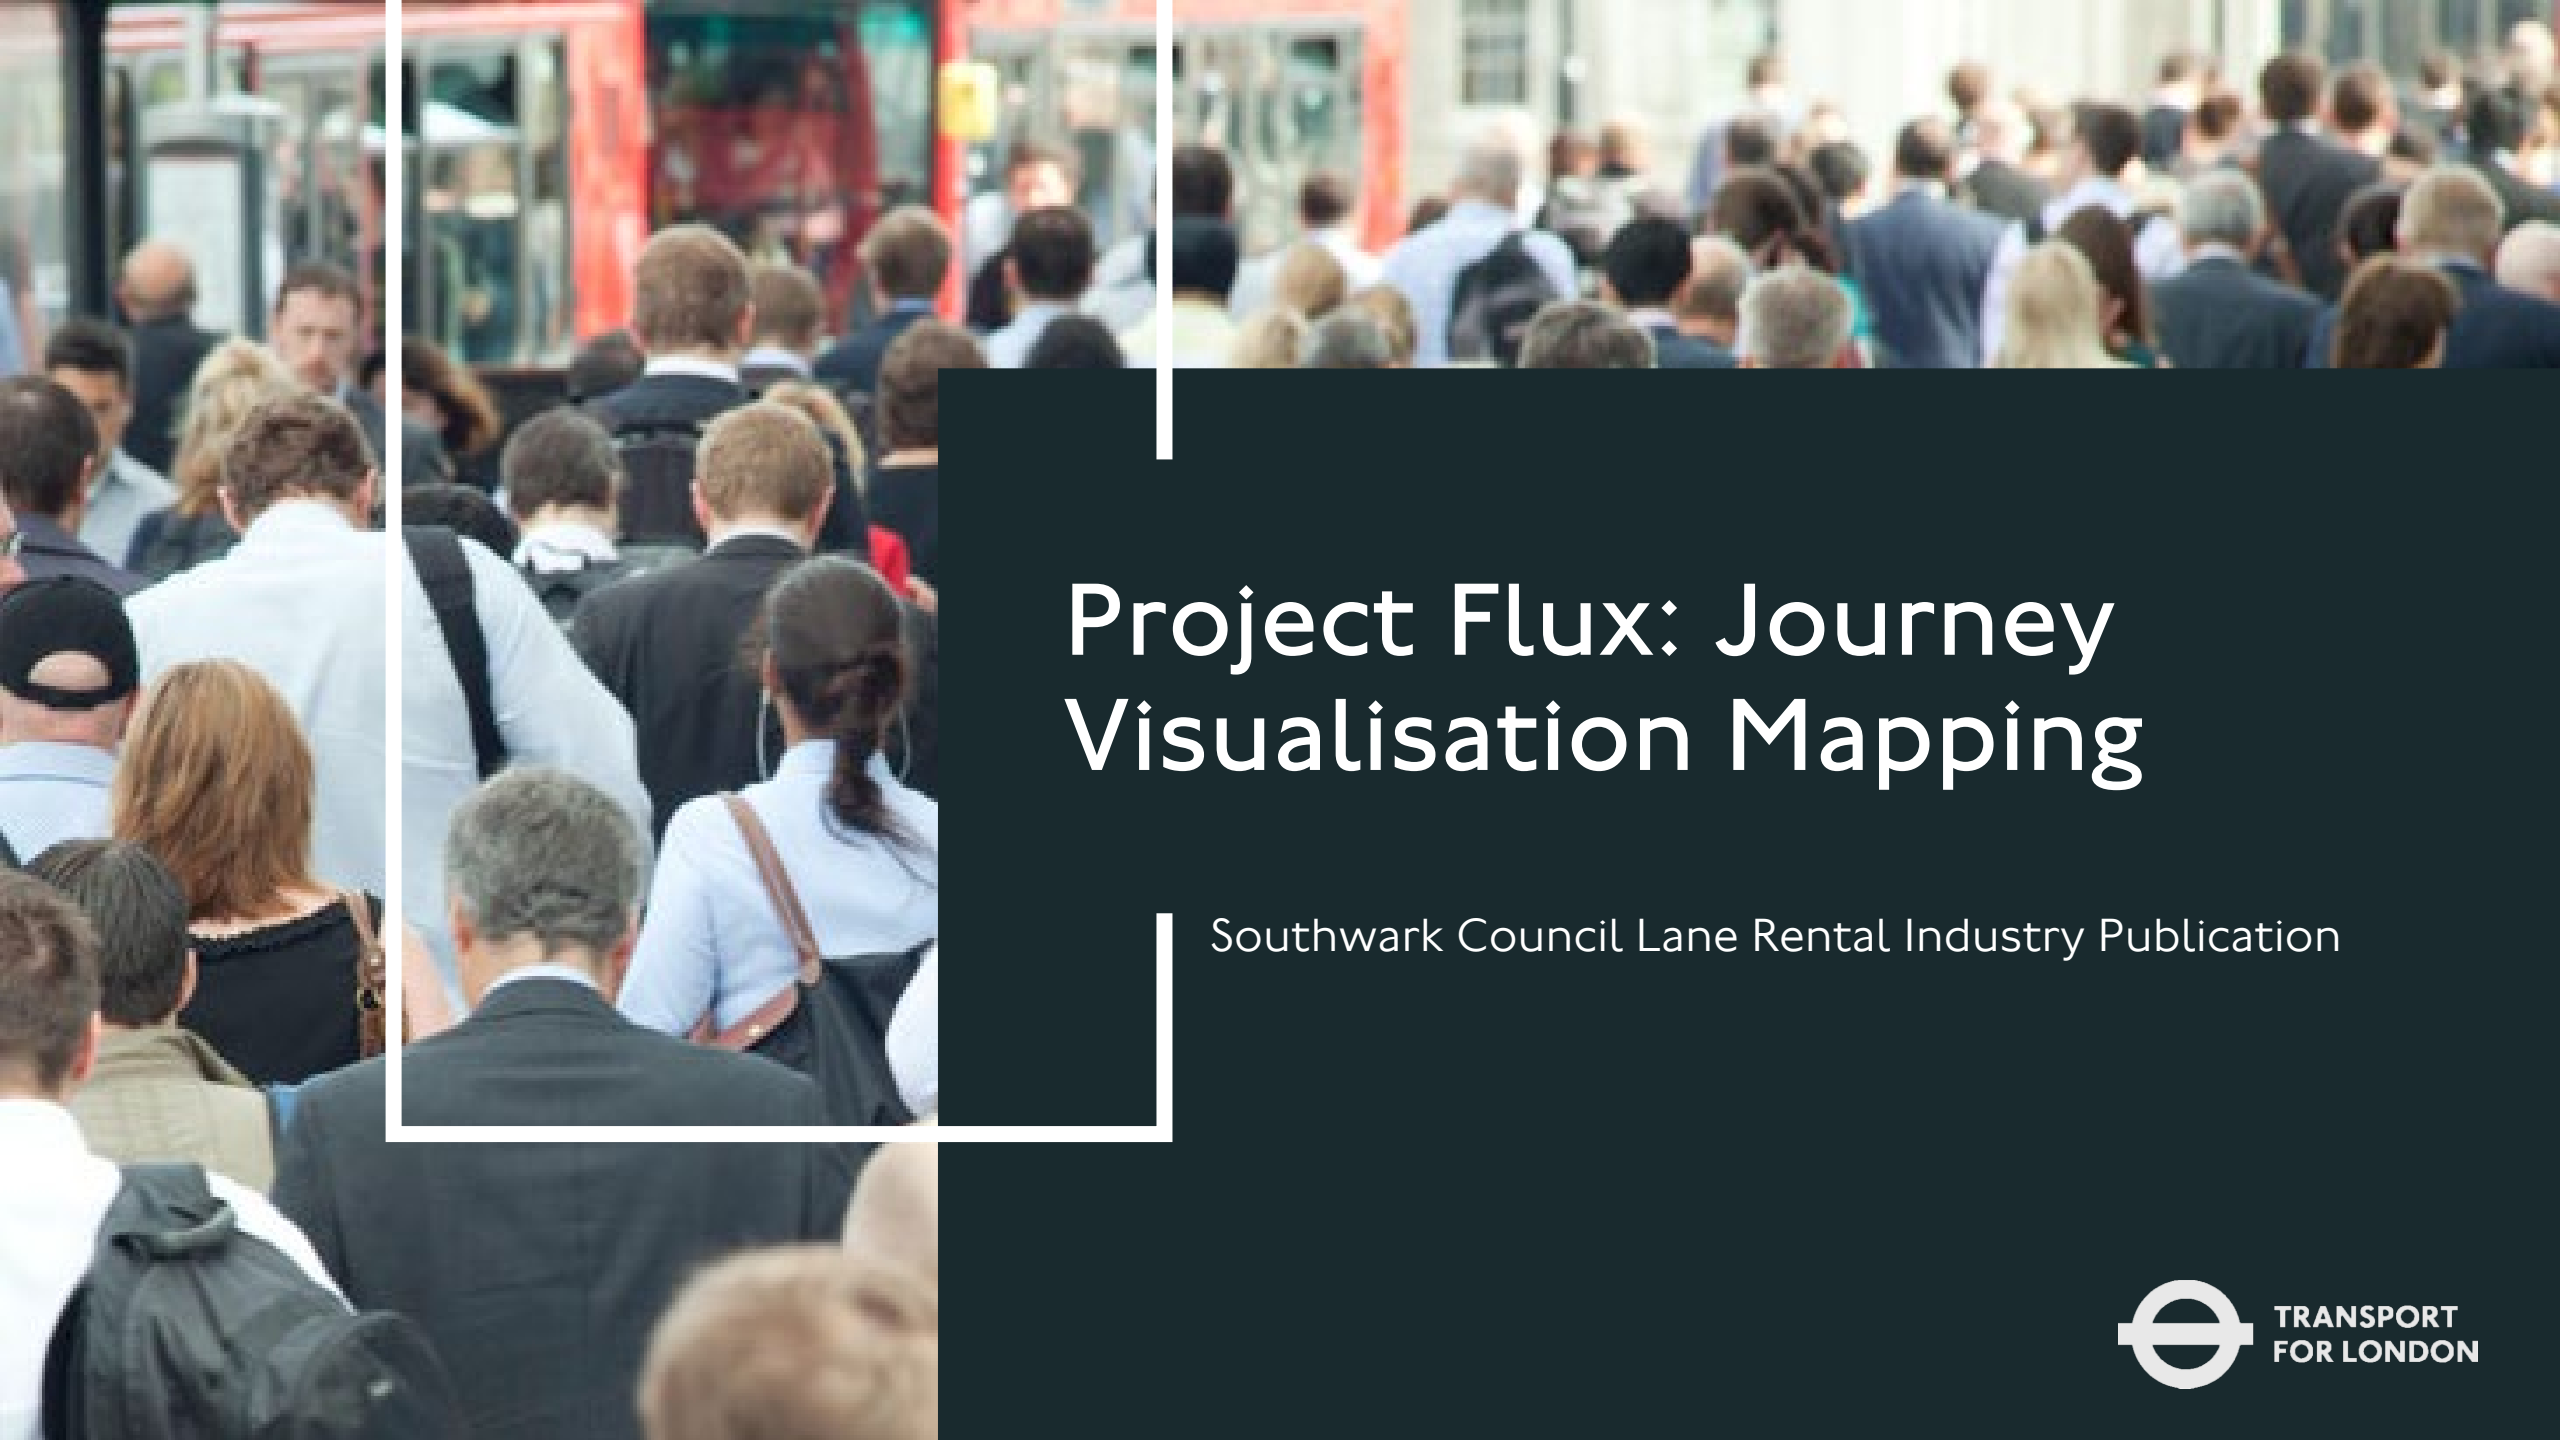 Project Flux: Journey
Visualisation Mapping
Southwark Council Lane Rental Industry Publication
TRANSPORT
FOR LONDON